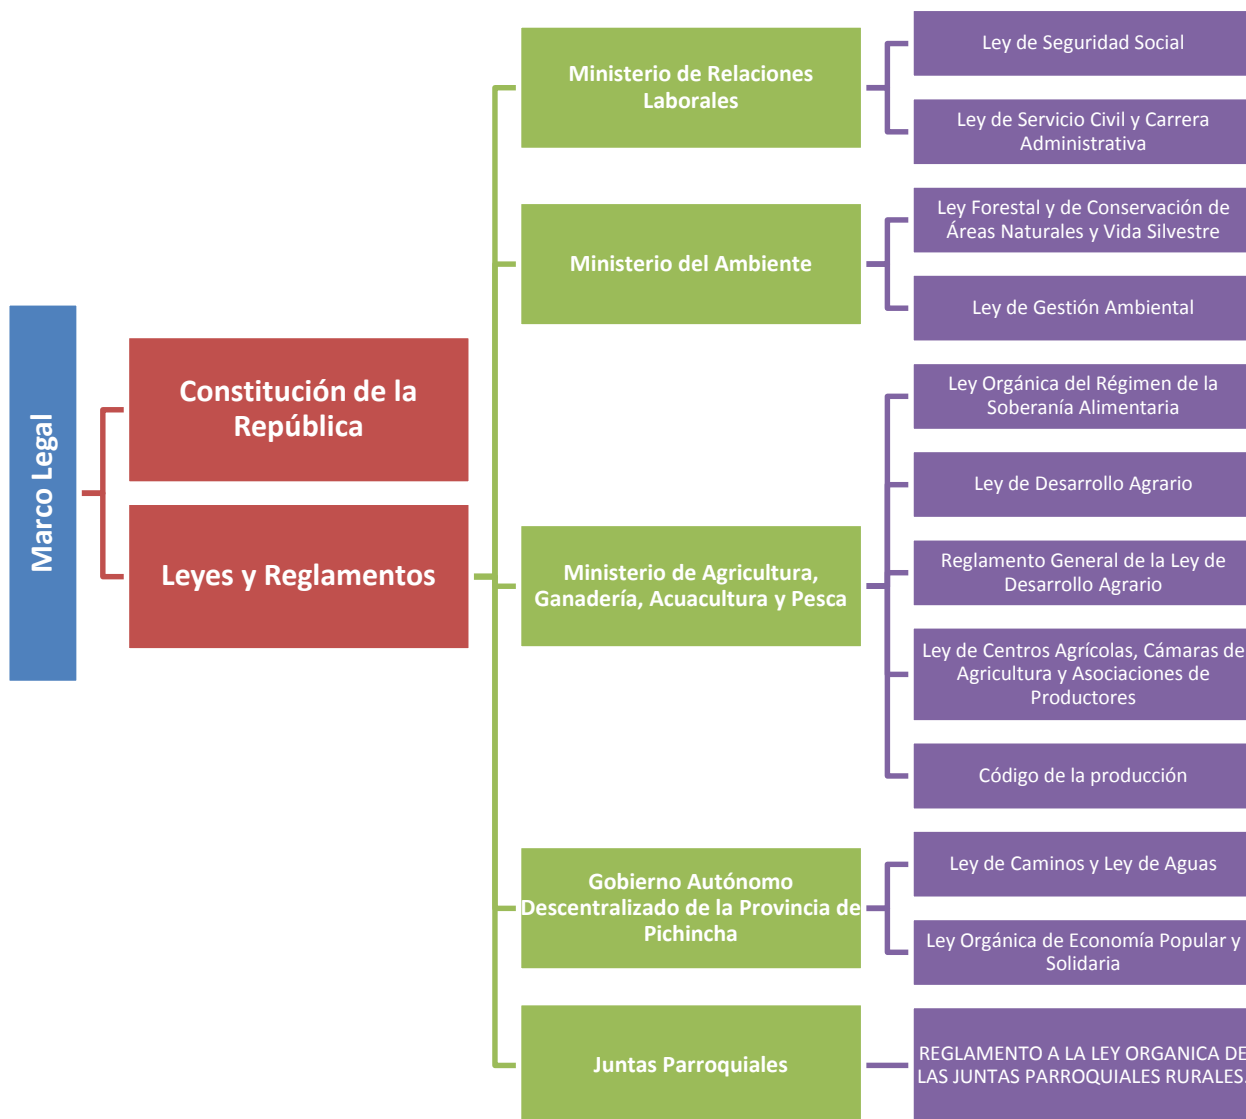 Marco Legal
Constitución de la
República
Leyes y Reglamentos
Ministerio de Relaciones
Laborales
Ley de Seguridad Social
Ley de Servicio Civil y Carrera
Administrativa
Ministerio del Ambiente
Ley Forestal y de Conservación de
Áreas Naturales y Vida Silvestre
Ley de Gestión Ambiental
Ministerio de Agricultura,
Ganadería, Acuacultura y Pesca
Ley Orgánica del Régimen de la
Soberanía Alimentaria
Ley de Desarrollo Agrario
Reglamento General de la Ley de
Desarrollo Agrario
Ley de Centros Agrícolas, Cámaras de
Agricultura y Asociaciones de
Productores
Código de la producción
Gobierno Autónomo
Descentralizado de la Provincia de
Pichincha
Ley de Caminos y Ley de Aguas
Ley Orgánica de Economía Popular y
Solidaria
Juntas Parroquiales
REGLAMENTO A LA LEY ORGANICA DE
LAS JUNTAS PARROQUIALES RURALES.